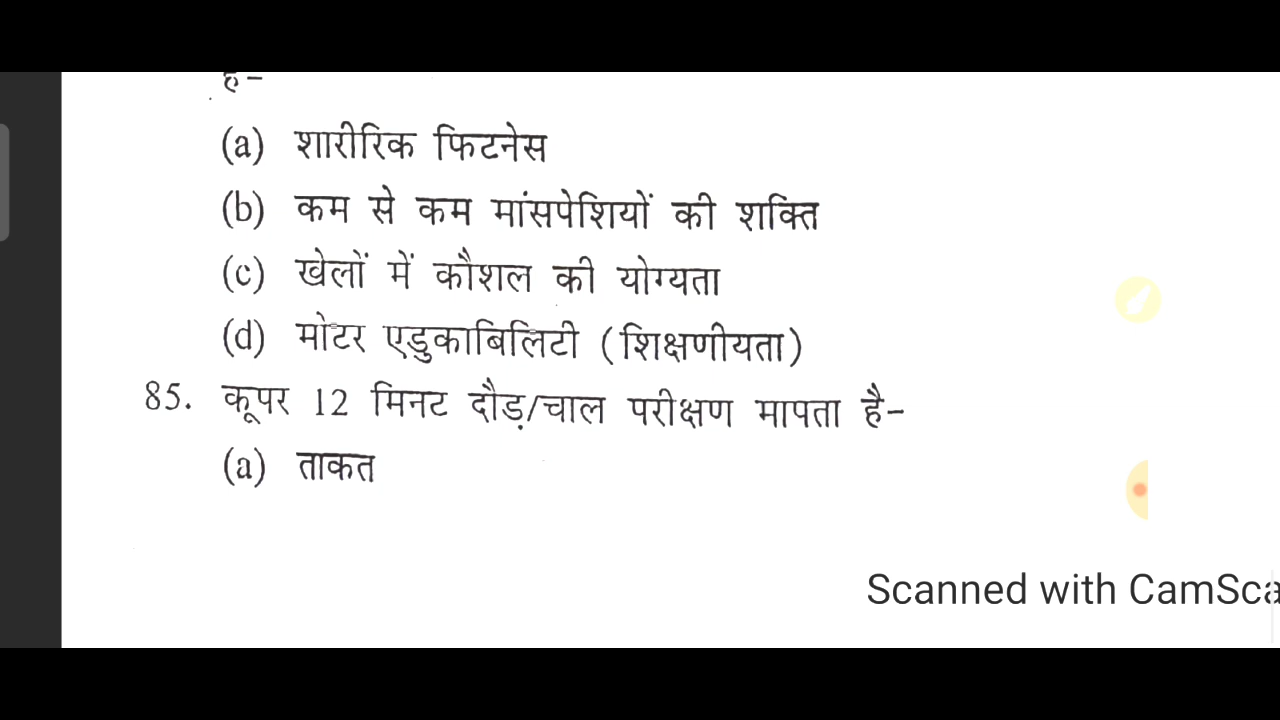 है-
(a) शारीरिक फिटनेस
(b) कम से कम मांसपेशियों की शक्ति
(c) खेलों में कौशल की योग्यता
(d) मोटर एडुकाबिलिटी (शिक्षणीयता)
85. कूपर 12 मिनट दौड़/चाल परीक्षण मापता है-
(a) ताकत
Scanned with CamSca